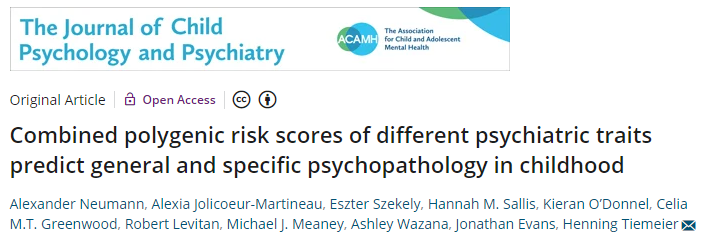 The Journal of Child
Psychology and Psychiatry
ACAMH
The Association
for Child and Adolescent
Mental Health
Original Article
Open Access
cc
Combined polygenic risk scores of different psychiatric traits
predict general and specific psychopathology in childhood
Alexander Neumann, Alexia Jolicoeur-Martineau, Eszter Szekely, Hannah M. Sallis, Kieran O’Donnel, Celia
M.T. Greenwood, Robert Levitan, Michael J. Meaney, Ashley Wazana, Jonathan Evans, Henning Tiemeier